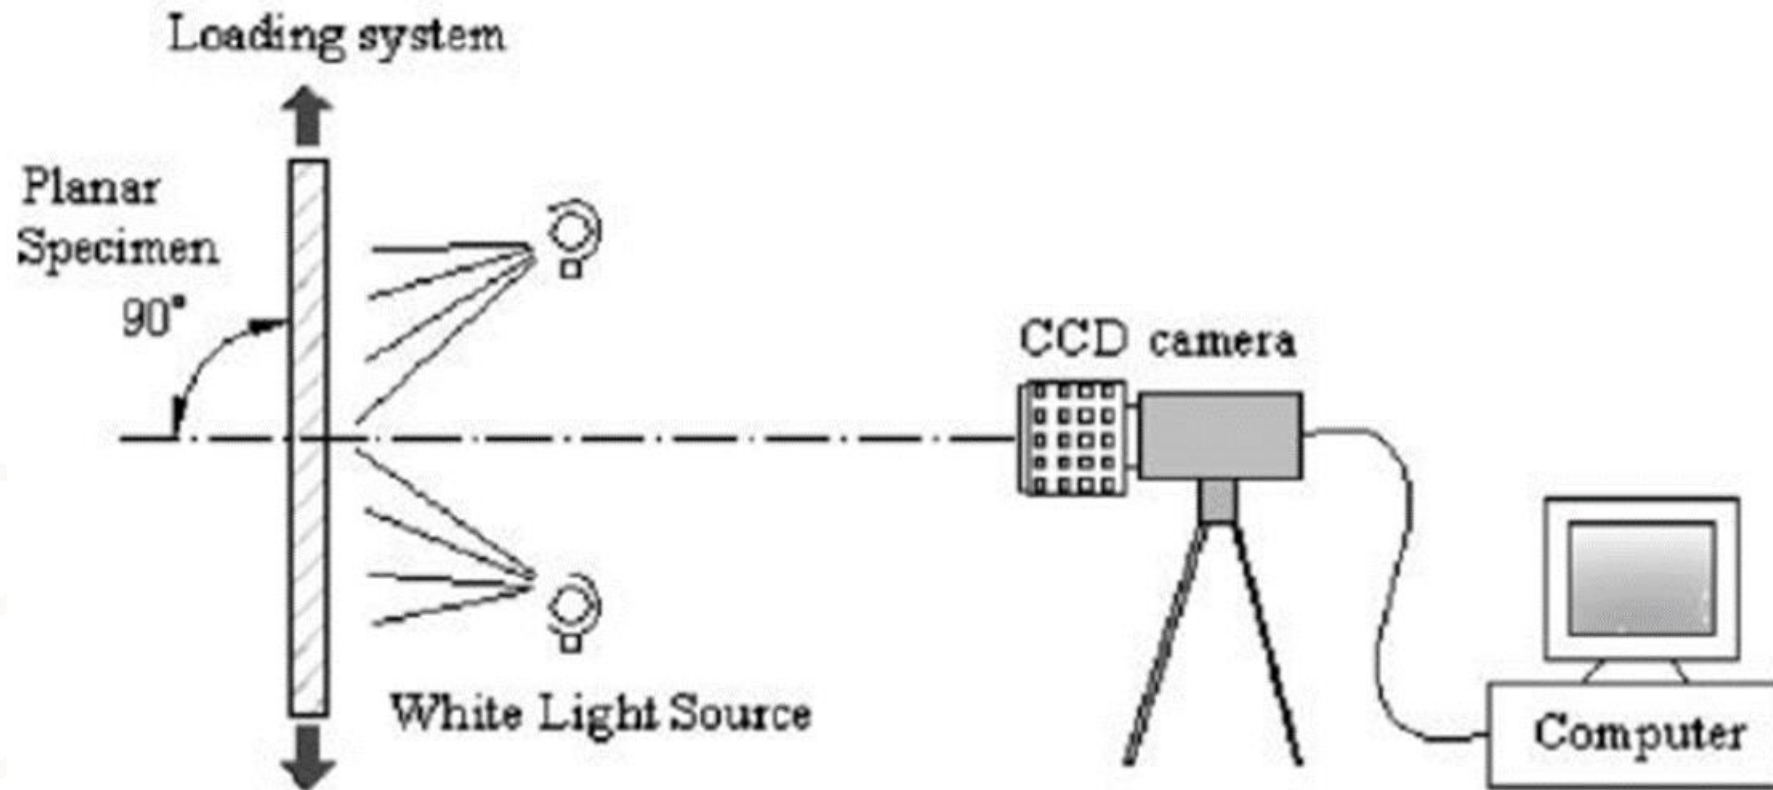 Loading system
Planar
Specimen
90°
CCD camera
White Light Source
Computer